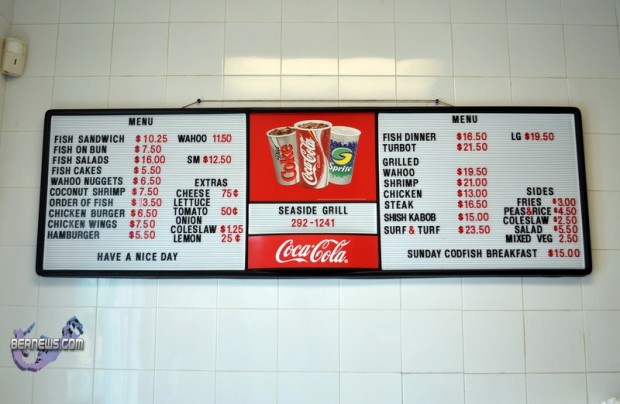 MENU
FISH SANDWICH $10.25 WAHOO 11.50
FISH ON BUN $7.50
FISH SALADS $16.00 SM $12.50
FISH CAKES $5.50
WAHOO NUGGETS $6.50
COCONUT SHRIMP $7.50
ORDER OF FISH $13.50
CHICKEN BURGER $6.50
CHICKEN WINGS $7.50
HAMBURGER $5.50
EXTRAS
CHEESE 75¢
LETTUCE
TOMATO 50¢
ONION
COLESLAW $1.25
LEMON 25¢
HAVE A NICE DAY
Coke
Coca-Cola
Sprite
SEASIDE GRILL
292-1241
Coca-Cola
MENU
FISH DINNER $16.50 LG $19.50
TURBOT $21.50
GRILLED
WAHOO $19.50
SHRIMP $21.00
CHICKEN $13.00
STEAK $16.50
SHISH KABOB $15.00
SURF & TURF $23.50
SIDES
FRIES $3.00
PEAS&RICE $4.50
COLESLAW $2.50
SALAD $5.50
MIXED VEG 2.50
SUNDAY CODFISH BREAKFAST $15.00
BERNEWS.COM